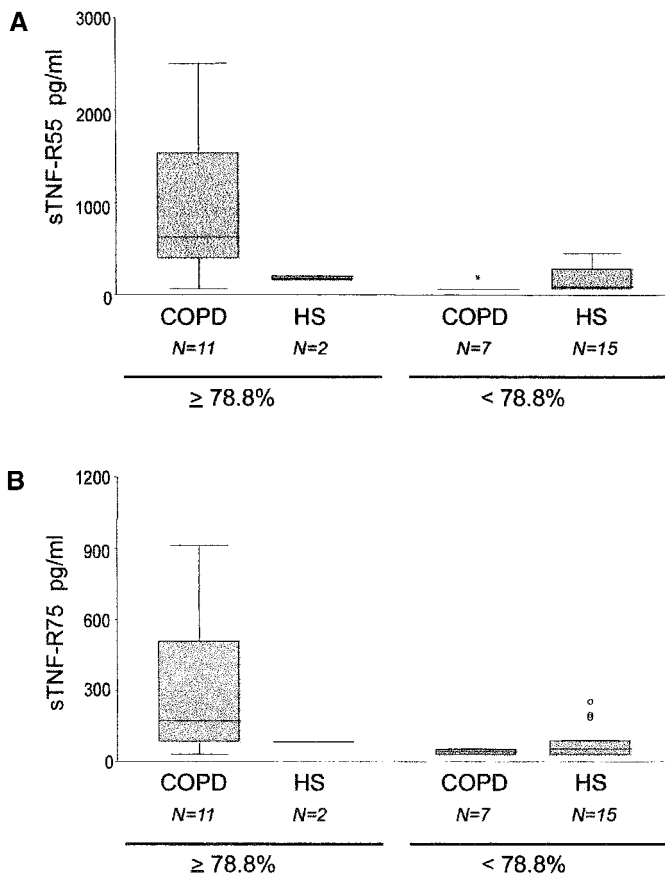 A
sTNF-R55 pg/ml
3000
2000
1000
0
COPD HS COPD HS
N=11 N=2 N=7 N=15
≥ 78.8% < 78.8%
B
sTNF-R75 pg/ml
1200
900
600
300
0
COPD HS COPD HS
N=11 N=2 N=7 N=15
≥ 78.8% < 78.8%